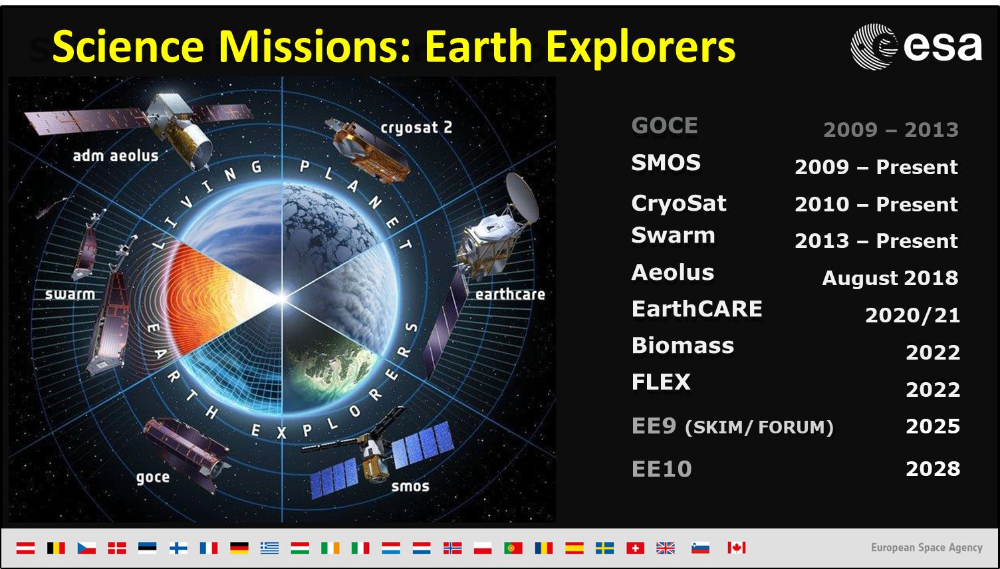 Science Missions: Earth Explorers
esa
adm aeolus
cryosat 2
LIVING PLANET
earthcare
swarm
EARTH EXPLORERS
goce
smos
GOCE 2009 – 2013
SMOS 2009 – Present
CryoSat 2010 – Present
Swarm 2013 – Present
Aeolus August 2018
EarthCARE 2020/21
Biomass 2022
FLEX 2022
EE9 (SKIM/ FORUM) 2025
EE10 2028
European Space Agency